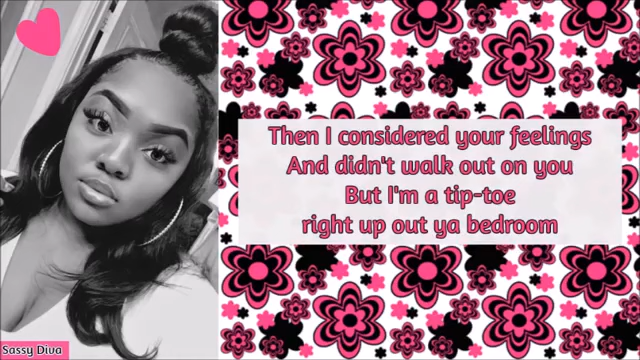 Then I considered your feelings
And didn't walk out on you
But I'm a tip-toe
right up out ya bedroom
Sassy Diva